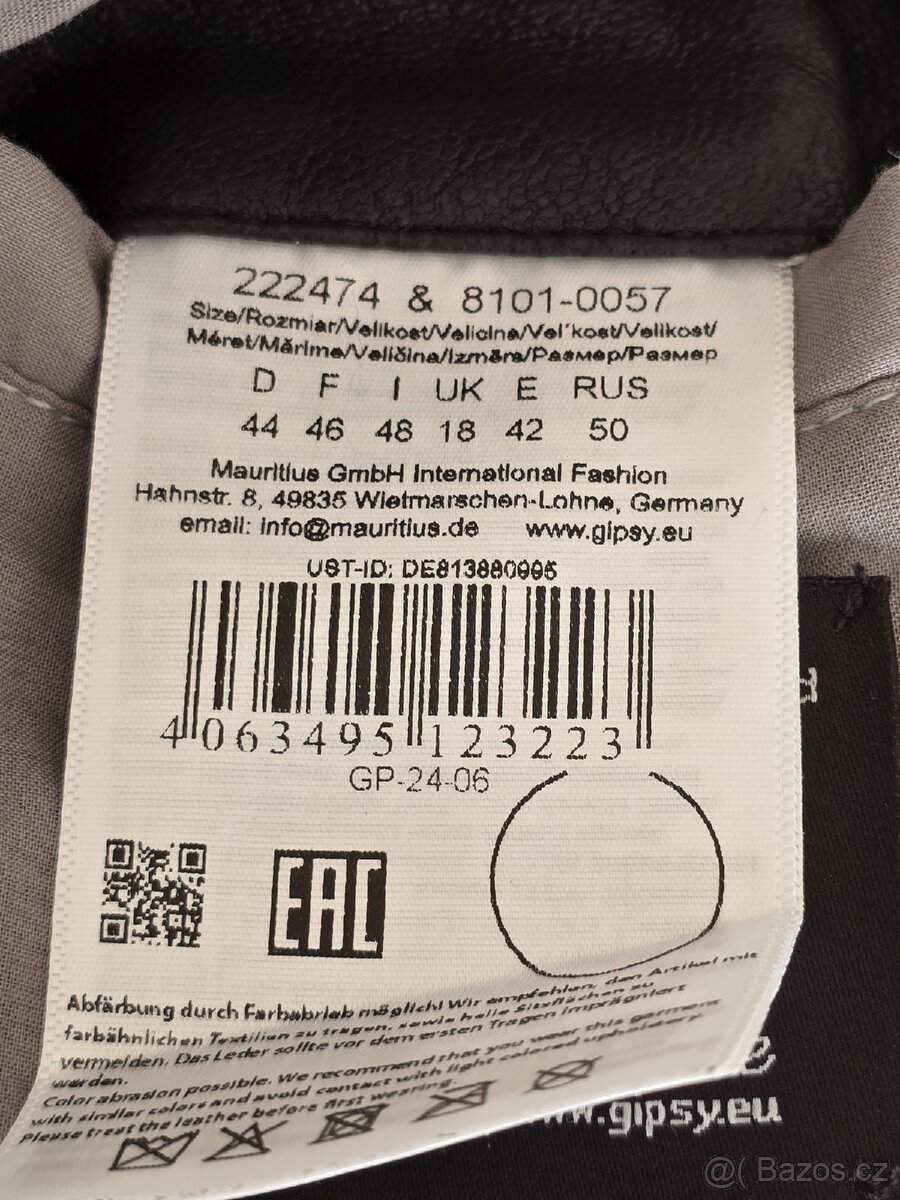 222474 & 8101-0057
Size/Rozmiar/Velikost/Velicina/Vel'kost/Velikost/
Méret/Mărime/Veličina/Izmērs/Размер/Размер
D F I UK E RUS
44 46 48 18 42 50
Mauritius GmbH International Fashion
Hahnstr. 8, 49835 Wietmarschen-Lohne, Germany
email: info@mauritius.de www.gipsy.eu
UST-ID: DE813880995
4 063495 123223
GP-24-06
EAC
Abfärbung durch Farbabrieb möglich! Wir empfehlen, den Artikel mit
farbähnlichen Textilien zu tragen, sowie helle Sitzflächen zu
vermeiden. Das Leder sollte vor dem ersten Tragen imprägniert
werden.
Color abrasion possible. We recommend that you wear this garment
with similar colors and avoid contact with light colored upholstery.
Please treat the leather before first wearing.
www.gipsy.eu
@( Bazos.cz